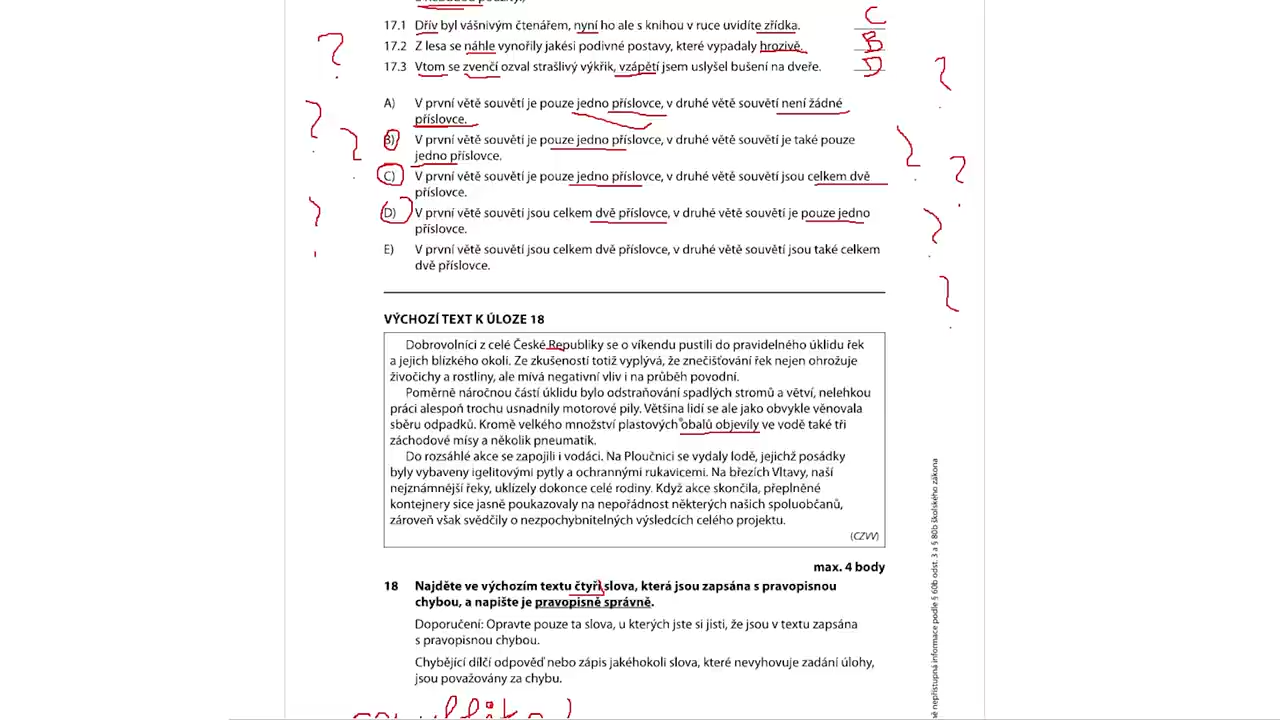 17.1 Dřív byl vášnivým čtenářem, nyní ho ale s knihou v ruce uvidíte zřídka. C
17.2 Z lesa se náhle vynořily jakési podivné postavy, které vypadaly hrozivě. B
17.3 Vtom se zvenčí ozval strašlivý výkřik, vzápětí jsem uslyšel bušení na dveře. D
A) V první větě souvětí je pouze jedno příslovce, v druhé větě souvětí není žádné
příslovce.
B) V první větě souvětí je pouze jedno příslovce, v druhé větě souvětí je také pouze
jedno příslovce.
C) V první větě souvětí je pouze jedno příslovce, v druhé větě souvětí jsou celkem dvě
příslovce.
D) V první větě souvětí jsou celkem dvě příslovce, v druhé větě souvětí je pouze jedno
příslovce.
E) V první větě souvětí jsou celkem dvě příslovce, v druhé větě souvětí jsou také celkem
dvě příslovce.
VÝCHOZÍ TEXT K ÚLOZE 18
Dobrovolníci z celé České Republiky se o víkendu pustili do pravidelného úklidu řek
a jejich blízkého okolí. Ze zkušeností totiž vyplývá, že znečišťování řek nejen ohrožuje
živočichy a rostliny, ale mívá negativní vliv i na průběh povodní.
Poměrně náročnou částí úklidu bylo odstraňování spadlých stromů a větví, nelehkou
práci alespoň trochu usnadnily motorové pily. Většina lidí se ale jako obvykle věnovala
sběru odpadků. Kromě velkého množství plastových obalů objevily ve vodě také tři
záchodové mísy a několik pneumatik.
Do rozsáhlé akce se zapojili i vodáci. Na Ploučnici se vydaly lodě, jejichž posádky
byly vybaveny igelitovými pytly a ochrannými rukavicemi. Na březích Vltavy, naší
nejznámnější řeky, uklízely dokonce celé rodiny. Když akce skončila, přeplněné
kontejnery sice jasně poukazovaly na nepořádnost některých našich spoluobčanů,
zároveň však svědčily o nezpochybnitelných výsledcích celého projektu.
(CZVV)
max. 4 body
18 Najděte ve výchozím textu čtyři slova, která jsou zapsána s pravopisnou
chybou, a napište je pravopisně správně.
Doporučení: Opravte pouze ta slova, u kterých jste si jisti, že jsou v textu zapsána
s pravopisnou chybou.
Chybějící dílčí odpověď nebo zápis jakéhokoli slova, které nevyhovuje zadání úlohy,
jsou považovány za chybu.
ně nepřístupná informace podle § 60b odst. 3 a § 80b školského zákona